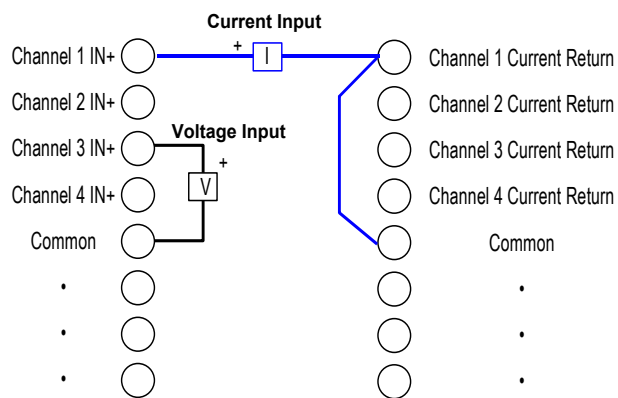 Current Input
Channel 1 IN+
+
I
Channel 1 Current Return
Channel 2 IN+
Channel 2 Current Return
Voltage Input
Channel 3 IN+
+
Channel 3 Current Return
V
Channel 4 IN+
Channel 4 Current Return
Common
Common
•
•
•
•
•
•